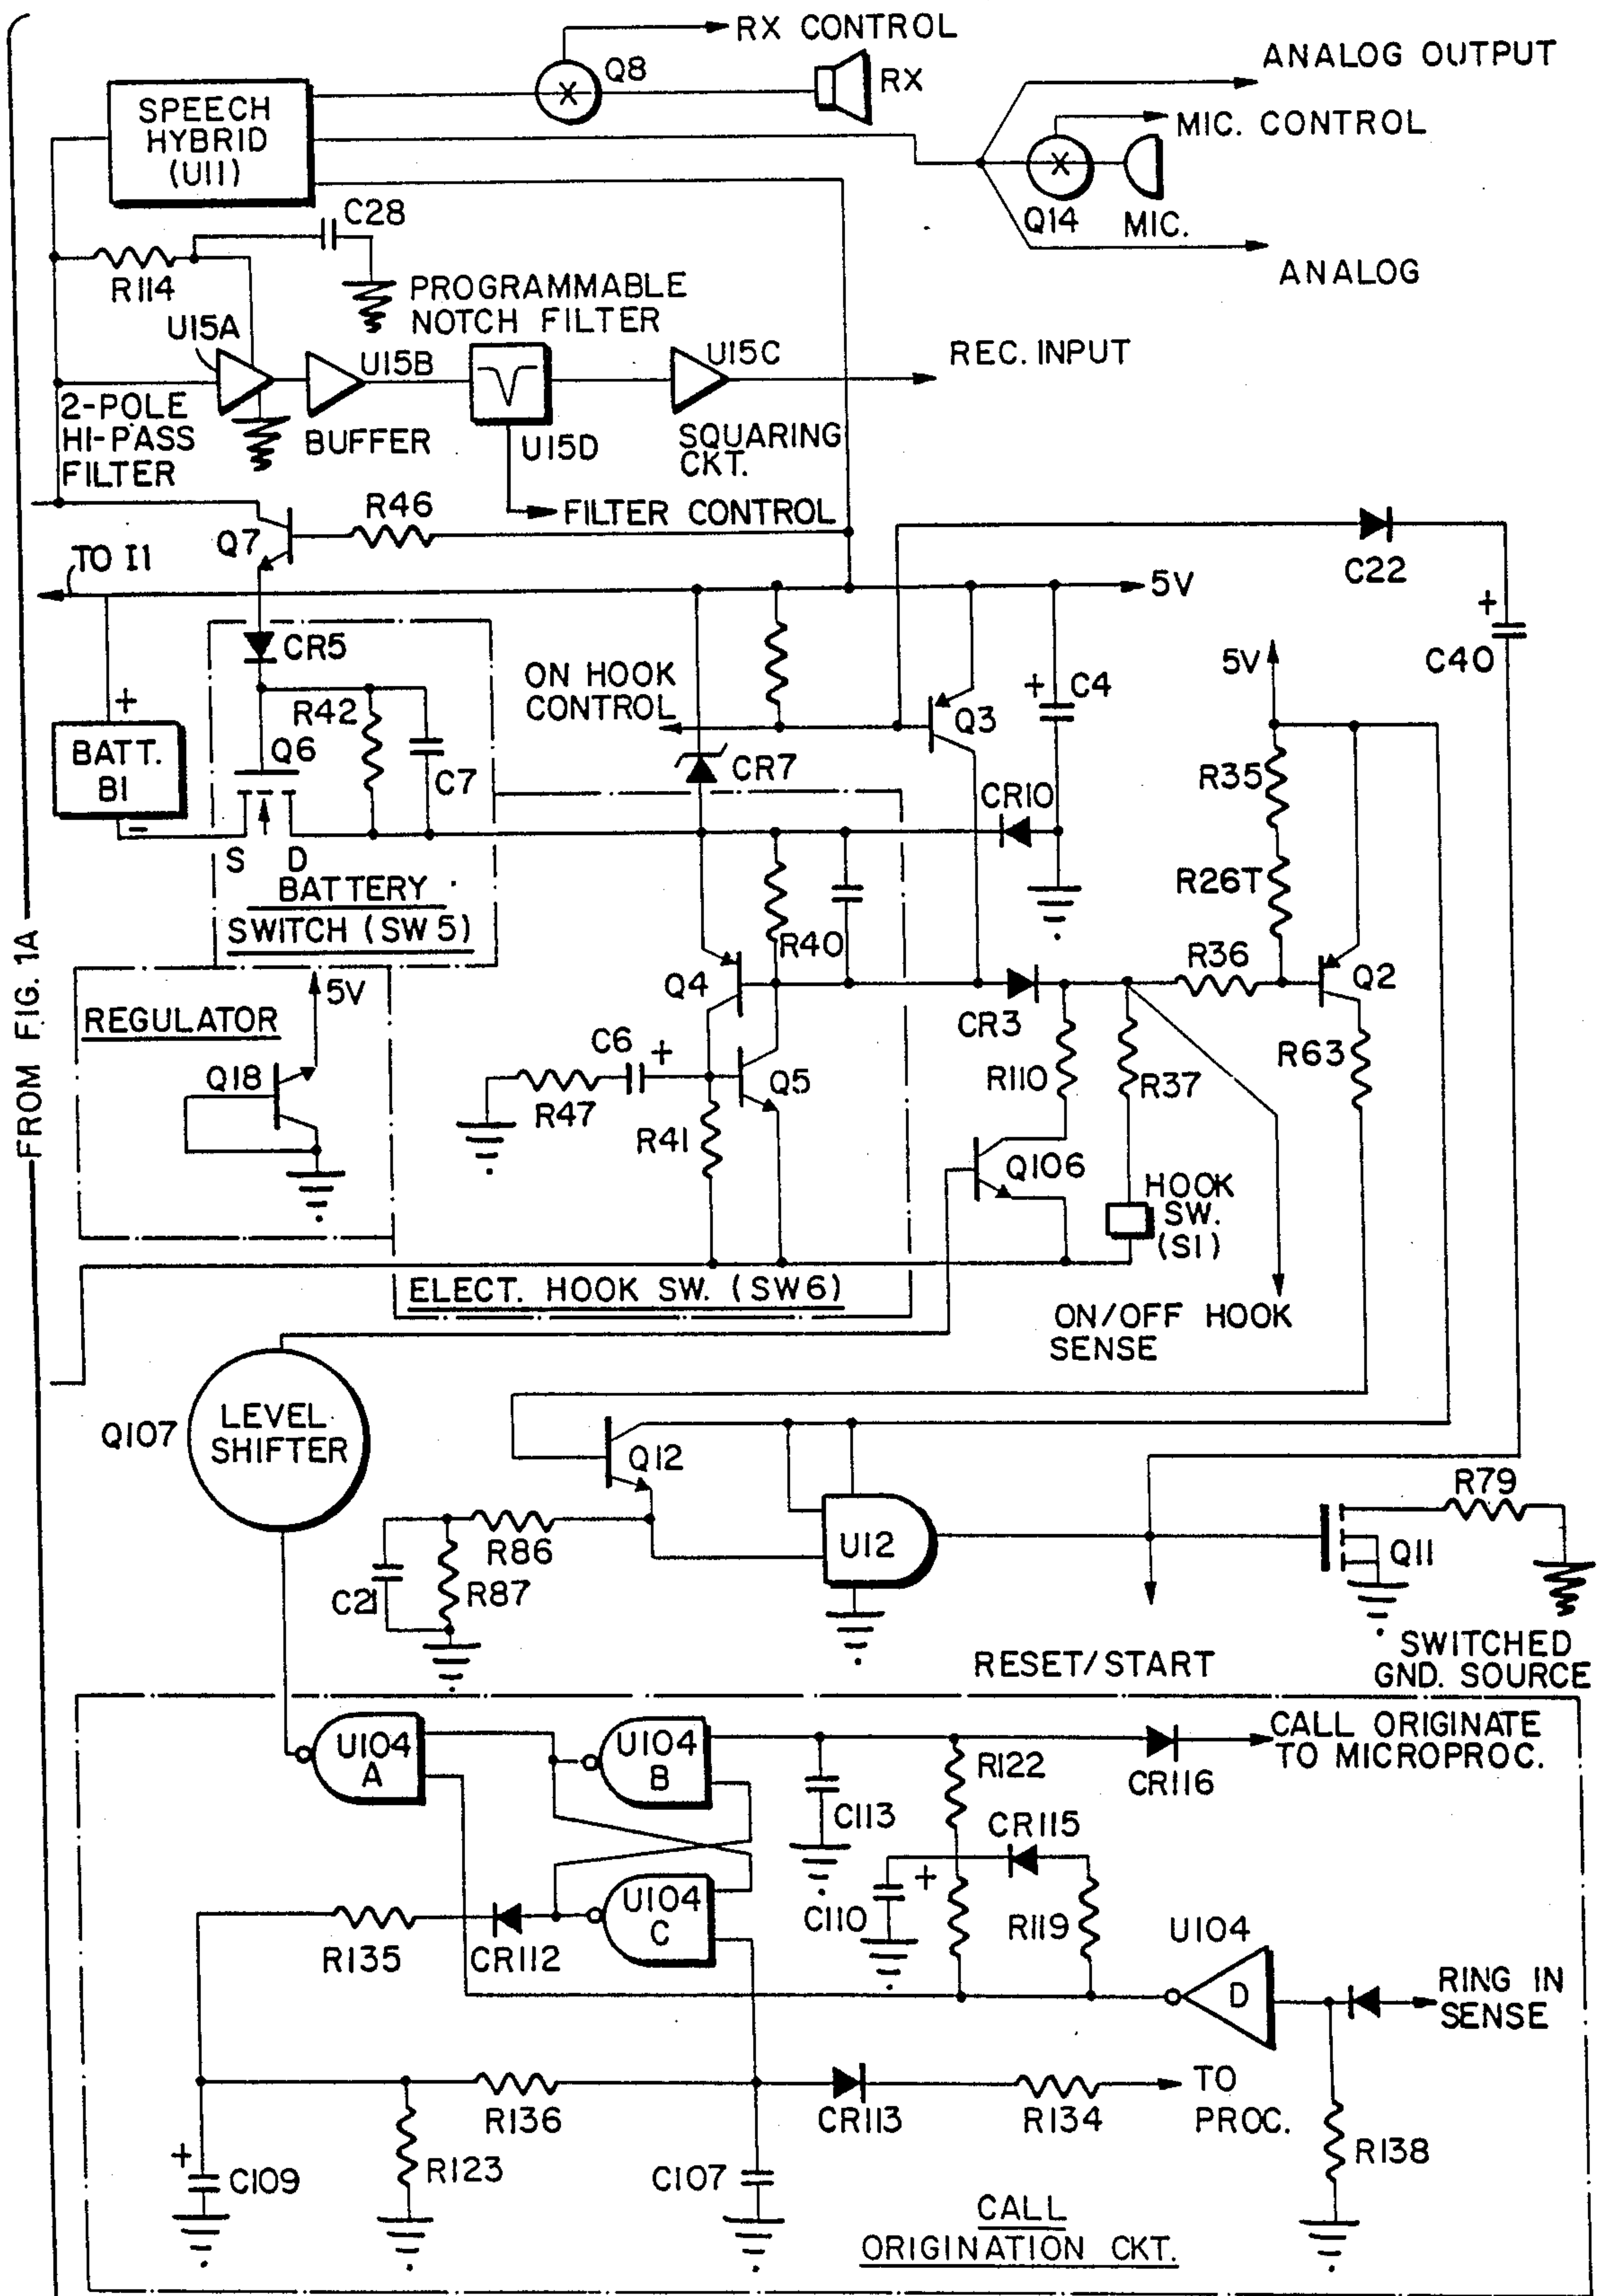 RX CONTROL
Q8
RX
ANALOG OUTPUT
SPEECH
HYBRID
(U11)
MIC. CONTROL
Q14
MIC.
ANALOG
C28
R114
PROGRAMMABLE
NOTCH FILTER
U15A
U15B
U15C
REC. INPUT
2-POLE
HI-PASS
FILTER
BUFFER
U15D
SQUARING
CKT.
FILTER CONTROL
R46
Q7
TO I1
C22
5V
CR5
ON HOOK
CONTROL
+
C4
Q3
5V
+
C40
+
BATT.
B1
-
R42
Q6
C7
CR7
CR10
R35
S
D
BATTERY
SWITCH (SW5)
R26T
R40
R36
Q4
Q2
CR3
FROM FIG. 1A
5V
REGULATOR
Q18
C6
+
R47
Q5
R41
R110
R37
R63
Q106
HOOK
SW.
(S1)
ELECT. HOOK SW. (SW6)
ON/OFF HOOK
SENSE
Q107
LEVEL
SHIFTER
Q12
R79
U12
R86
R87
C21
Q11
RESET/START
SWITCHED
GND. SOURCE
U104
A
U104
B
R122
CALL ORIGINATE
TO MICROPROC.
CR116
C113
CR115
+
C110
U104
C
R135
CR112
R119
U104
D
RING IN
SENSE
R136
CR113
R134
TO
PROC.
+
C109
R123
C107
R138
CALL
ORIGINATION CKT.